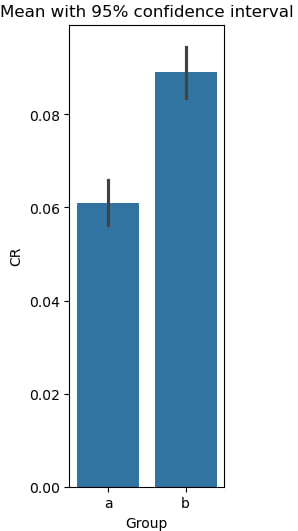 Mean with 95% confidence interval
0.08
0.06
CR
0.04
0.02
0.00
a b
Group